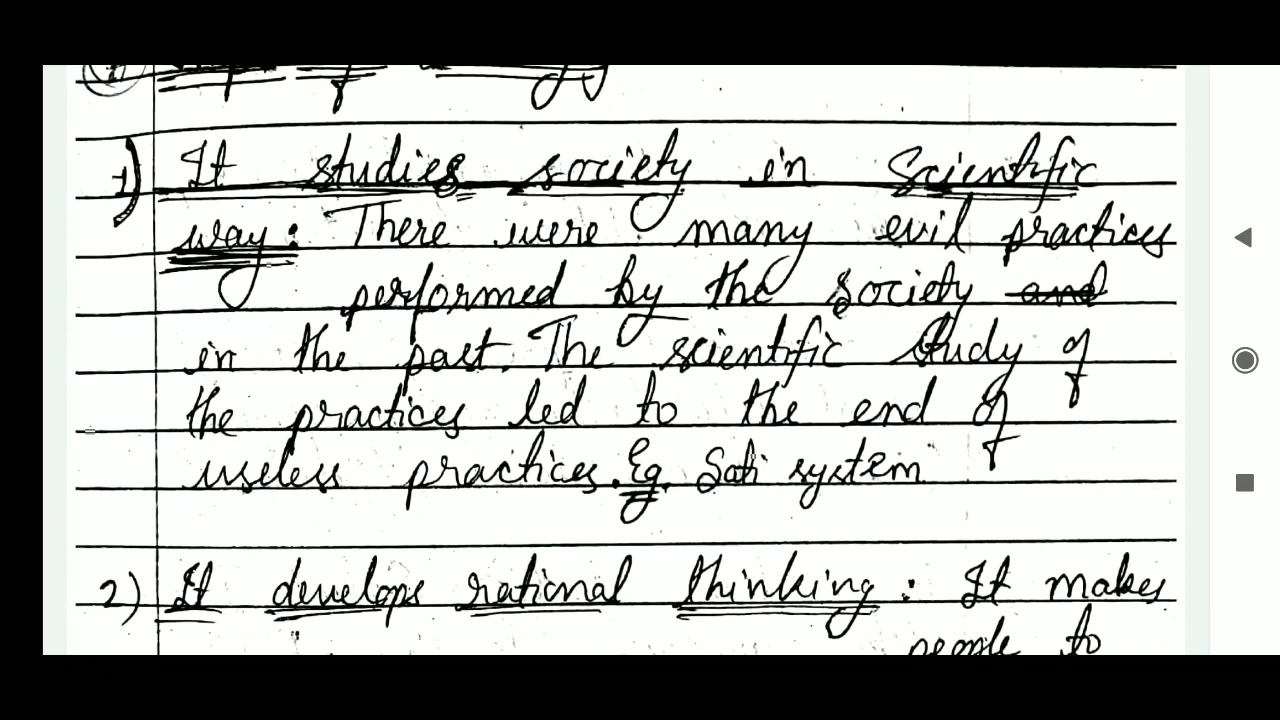 of
1) It studies society in Scientific
way: There were many evil practices
performed by the society and
in the past. The scientific study of
the practices led to the end of
useless practices. Eg. Sati system
2) It develops rational thinking: It makes
people to